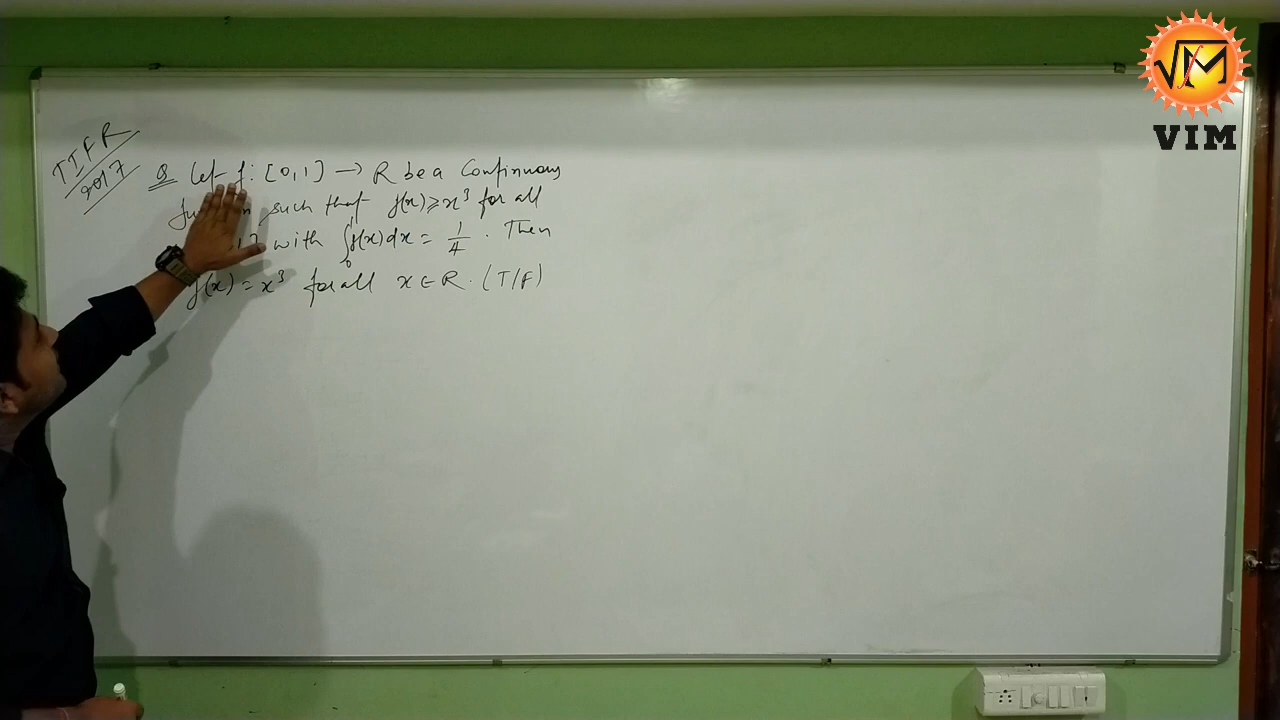 TIFR
2017
Q Let f: [0,1] → R be a Continuous
such that f(x) ⩾ x³ for all
with ∫₀¹ f(x)dx = 1/4 . Then
f(x) = x³ for all x ∈ R. (T/F)
√M
VIM